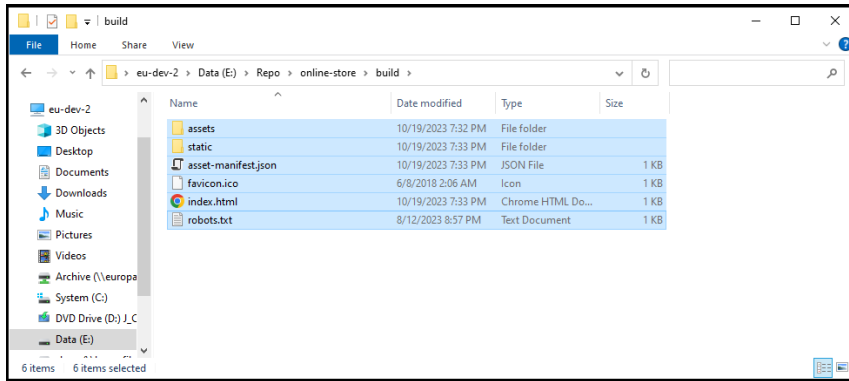 build
File Home Share View
eu-dev-2 > Data (E:) > Repo > online-store > build >
Name Date modified Type Size
eu-dev-2
3D Objects
Desktop
Documents
Downloads
Music
Pictures
Videos
Archive (\\europa
System (C:)
DVD Drive (D:) J_C
Data (E:)
assets 10/19/2023 7:32 PM File folder
static 10/19/2023 7:33 PM File folder
asset-manifest.json 10/19/2023 7:33 PM JSON File 1 KB
favicon.ico 6/8/2018 2:06 AM Icon 1 KB
index.html 10/19/2023 7:33 PM Chrome HTML Do... 1 KB
robots.txt 8/12/2023 8:57 PM Text Document 1 KB
6 items 6 items selected